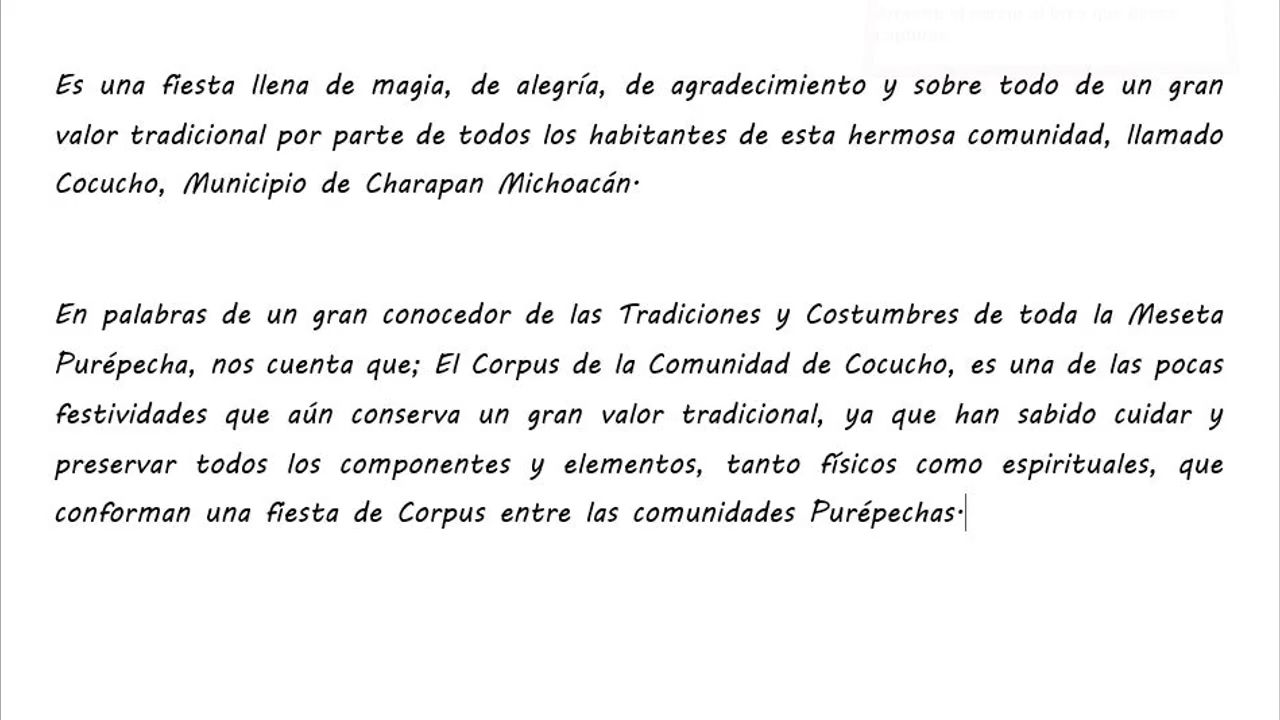 Es una fiesta llena de magia, de alegría, de agradecimiento y sobre todo de un gran
valor tradicional por parte de todos los habitantes de esta hermosa comunidad, llamado
Cocucho, Municipio de Charapan Michoacán.
En palabras de un gran conocedor de las Tradiciones y Costumbres de toda la Meseta
Purépecha, nos cuenta que; El Corpus de la Comunidad de Cocucho, es una de las pocas
festividades que aún conserva un gran valor tradicional, ya que han sabido cuidar y
preservar todos los componentes y elementos, tanto físicos como espirituales, que
conforman una fiesta de Corpus entre las comunidades Purépechas.